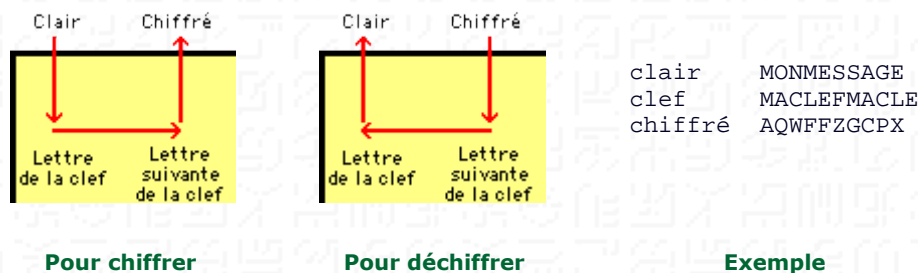 Clair Chiffré
Lettre
de la clef
Lettre
suivante
de la clef
Pour chiffrer
Clair Chiffré
Lettre
de la clef
Lettre
suivante
de la clef
Pour déchiffrer
clair MONMESSAGE
clef MACLEFMACLE
chiffré AQWFFZGCPX
Exemple